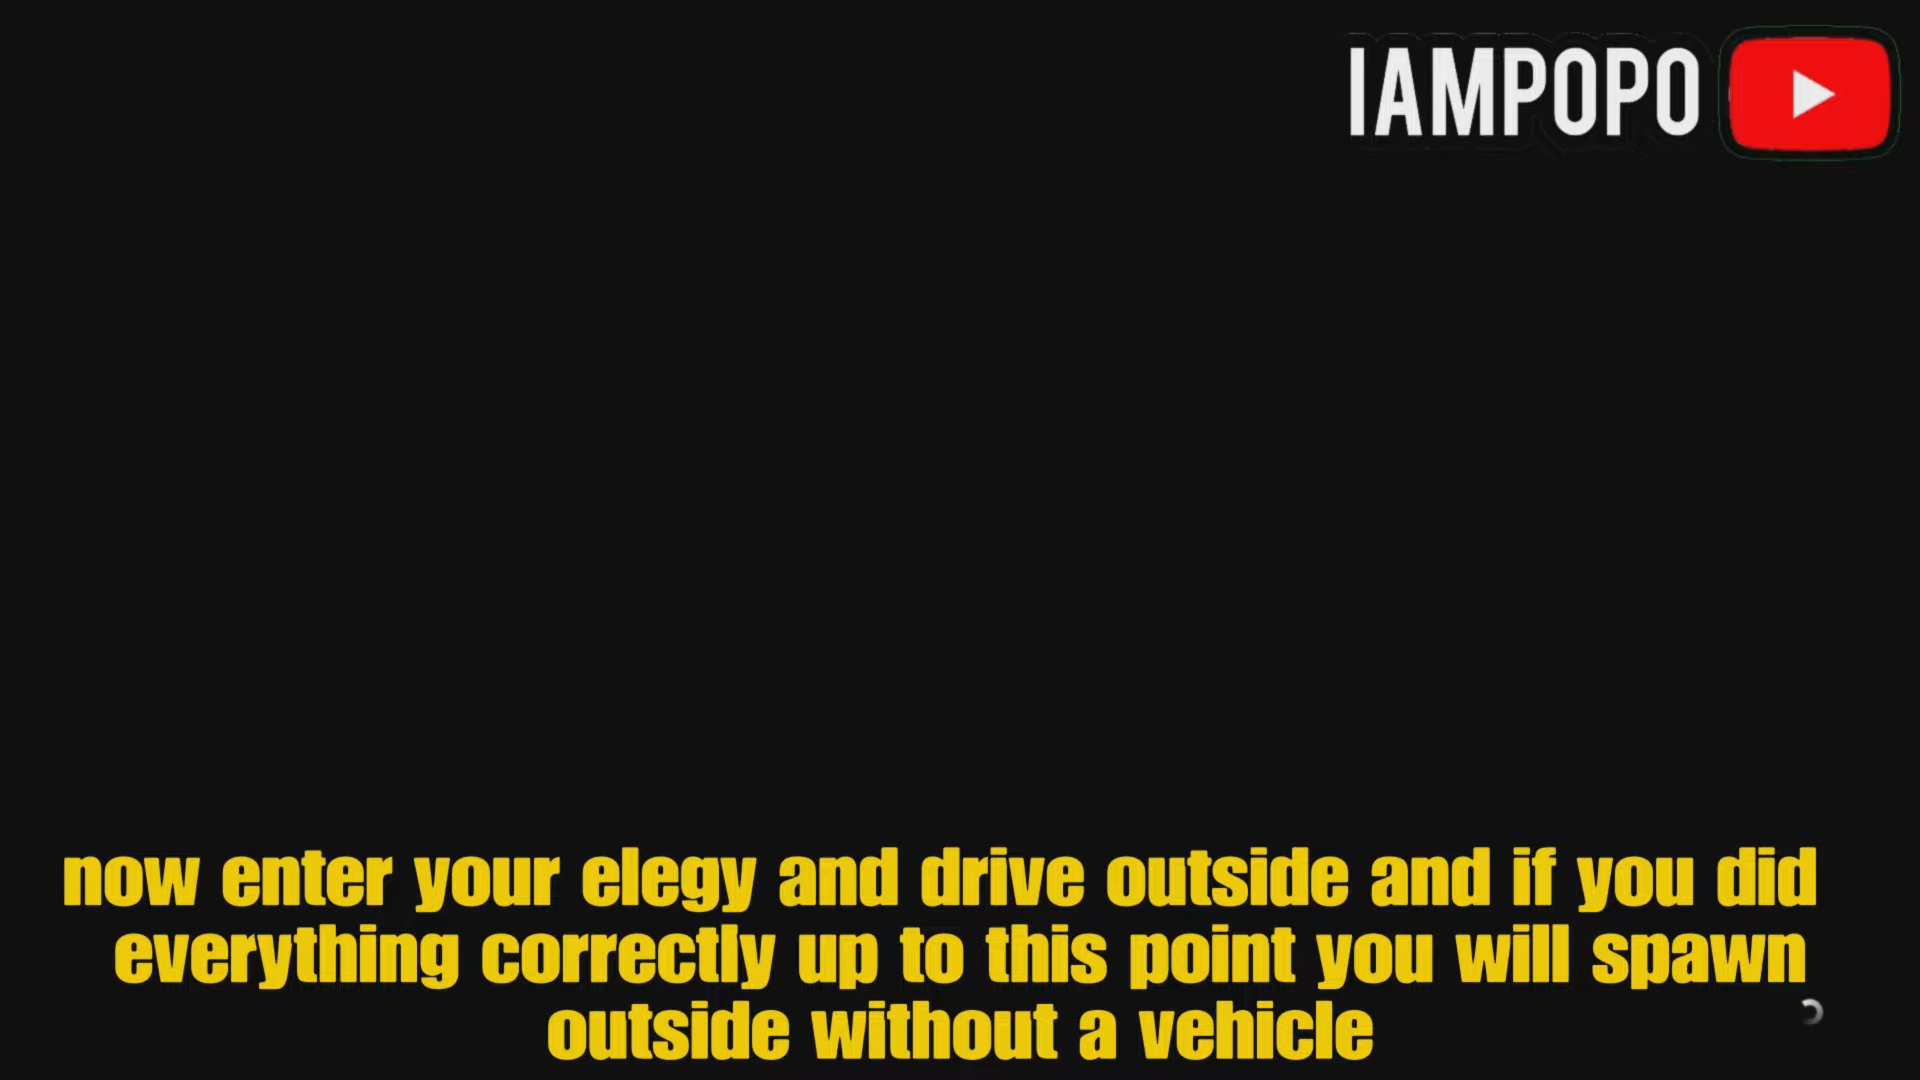 IAMPOPO
now enter your elegy and drive outside and if you did
everything correctly up to this point you will spawn
outside without a vehicle